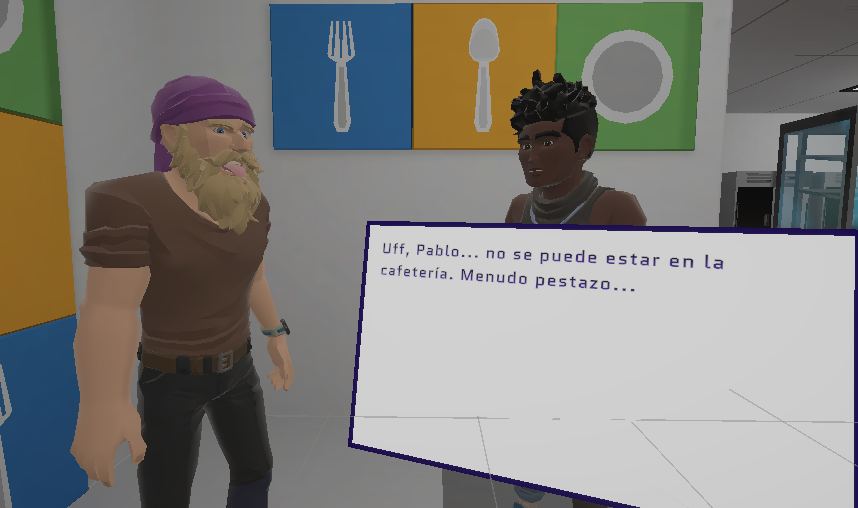 Uff, Pablo... no se puede estar en la
cafetería. Menudo pestazo...